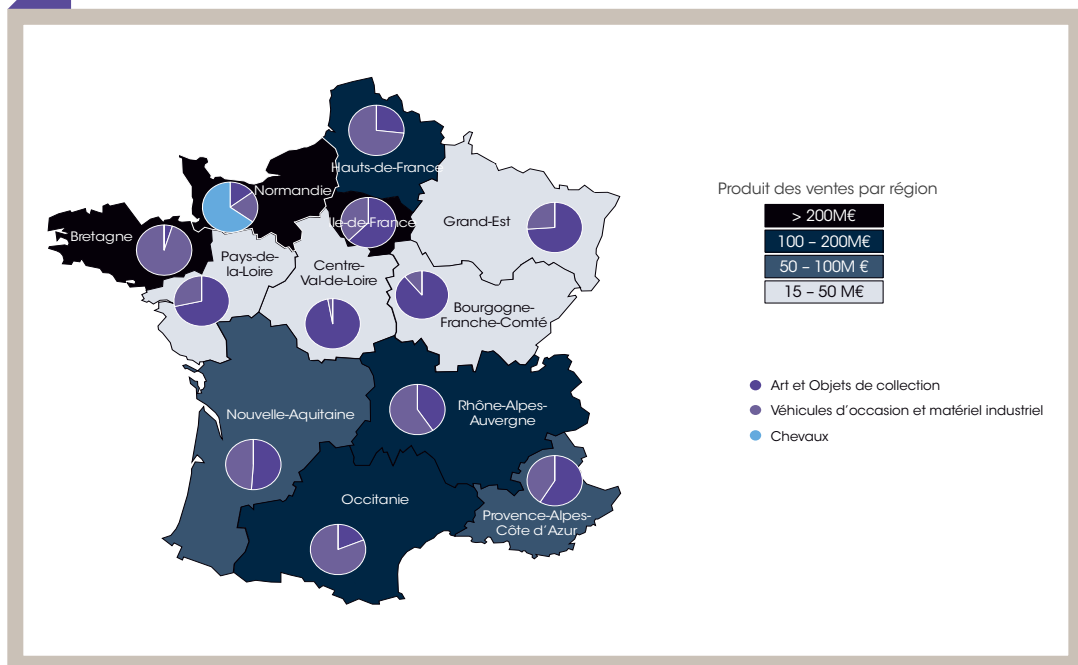 Hauts-de-France
Normandie
Ile-de-France
Grand-Est
Bretagne
Pays-de-
la-Loire
Centre-
Val-de-Loire
Bourgogne-
Franche-Comté
Nouvelle-Aquitaine
Rhône-Alpes-
Auvergne
Occitanie
Provence-Alpes-
Côte d'Azur
Produit des ventes par région
> 200M€
100 – 200M€
50 – 100M €
15 – 50 M€
Art et Objets de collection
Véhicules d'occasion et matériel industriel
Chevaux